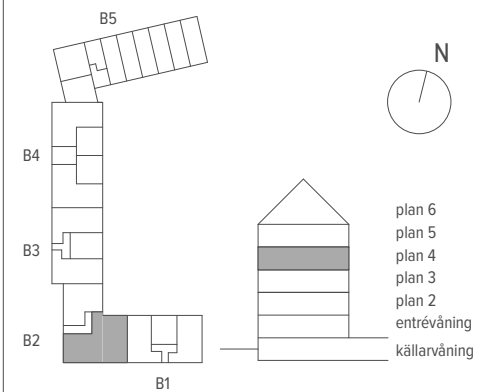 B5
N
B4
B3
B2
B1
plan 6
plan 5
plan 4
plan 3
plan 2
entrévåning
källarvåning